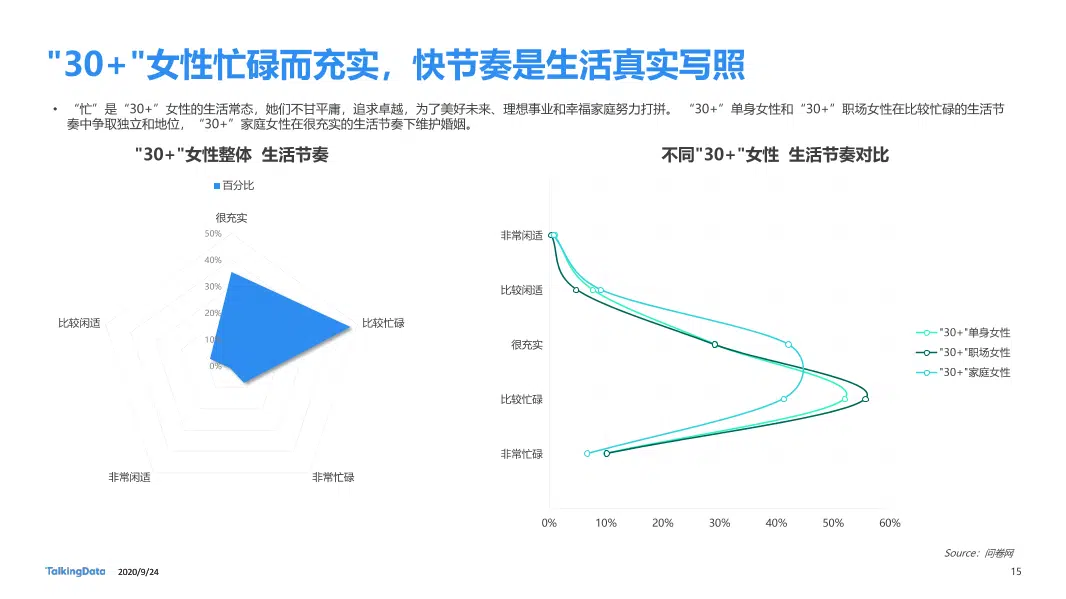 "30+"女性忙碌而充实，快节奏是生活真实写照
• “忙”是“30+”女性的生活常态，她们不甘平庸，追求卓越，为了美好未来、理想事业和幸福家庭努力打拼。 “30+”单身女性和“30+”职场女性在比较忙碌的生活节
奏中争取独立和地位，“30+”家庭女性在很充实的生活节奏下维护婚姻。
"30+"女性整体 生活节奏
百分比
很充实
50%
40%
30%
20%
10%
0%
比较闲适
比较忙碌
非常闲适
非常忙碌
不同"30+"女性 生活节奏对比
非常闲适
比较闲适
很充实
比较忙碌
非常忙碌
0% 10% 20% 30% 40% 50% 60%
"30+"单身女性
"30+"职场女性
"30+"家庭女性
Source：问卷网
TalkingData 2020/9/24
15